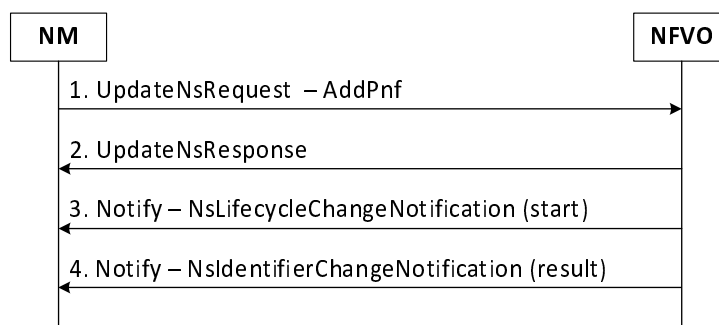 NM
NFVO
1. UpdateNsRequest – AddPnf
2. UpdateNsResponse
3. Notify – NsLifecycleChangeNotification (start)
4. Notify – NsIdentifierChangeNotification (result)